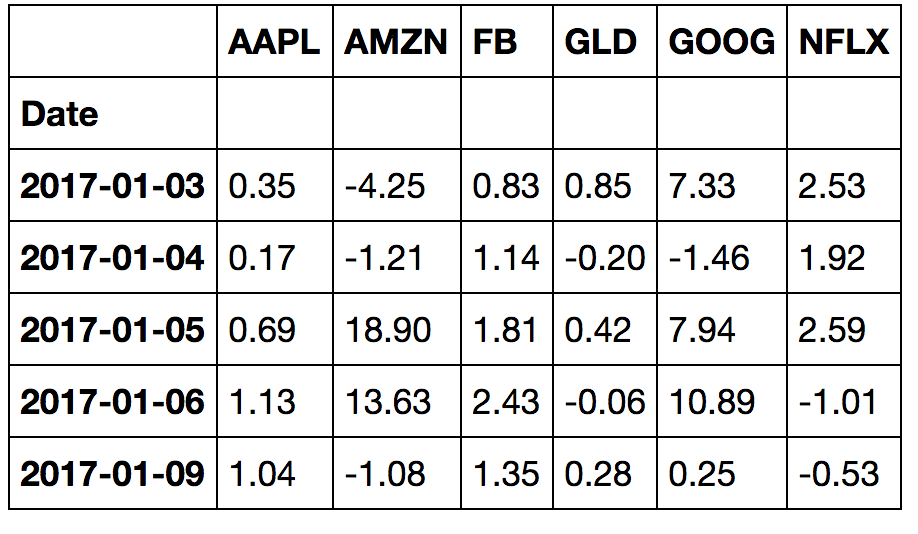 AAPL AMZN FB GLD GOOG NFLX
Date
2017-01-03 0.35 -4.25 0.83 0.85 7.33 2.53
2017-01-04 0.17 -1.21 1.14 -0.20 -1.46 1.92
2017-01-05 0.69 18.90 1.81 0.42 7.94 2.59
2017-01-06 1.13 13.63 2.43 -0.06 10.89 -1.01
2017-01-09 1.04 -1.08 1.35 0.28 0.25 -0.53